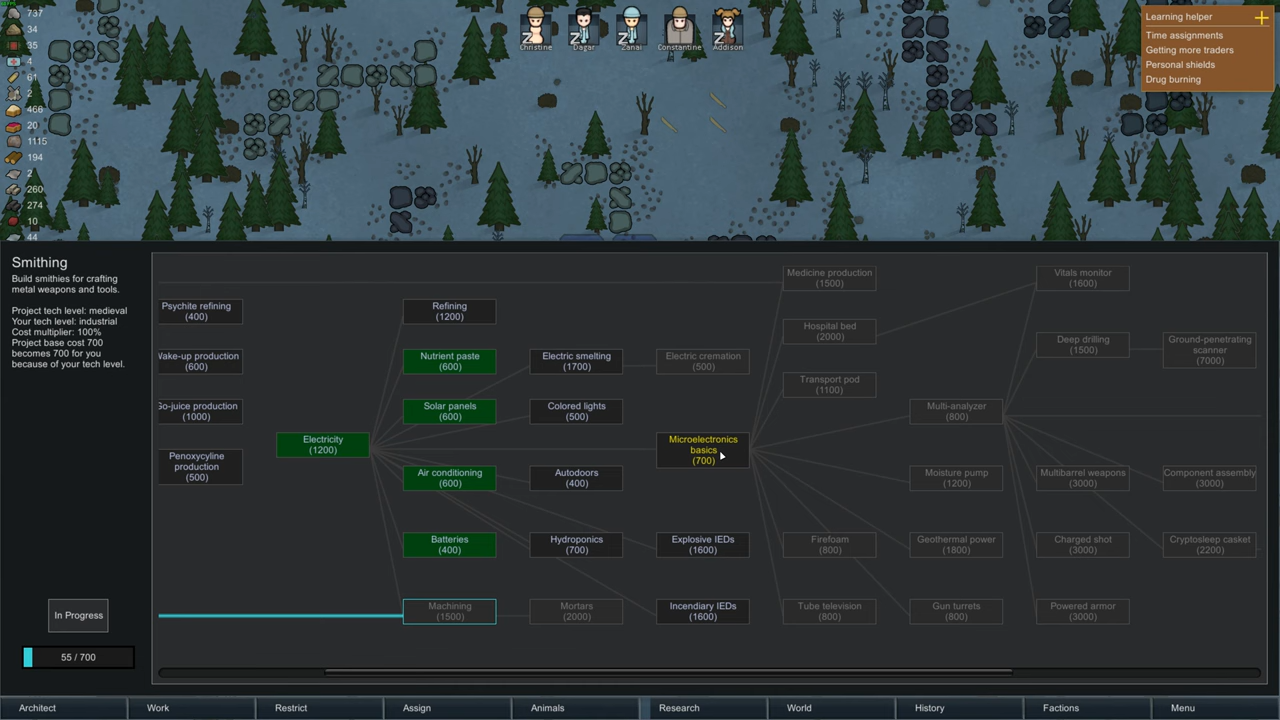 737
34
35
4
61
2
466
20
1115
194
2
260
274
10
44
Z
Christine
Z
Dagar
Z
Zanai
Constantine
Z
Addison
Learning helper
Time assignments
Getting more traders
Personal shields
Drug burning
Smithing
Build smithies for crafting
metal weapons and tools.
Project tech level: medieval
Your tech level: industrial
Cost multiplier: 100%
Project base cost 700
becomes 700 for you
because of your tech level.
In Progress
55 / 700
Psychite refining
(400)
Wake-up production
(600)
Go-juice production
(1000)
Penoxycyline
production
(500)
Electricity
(1200)
Refining
(1200)
Nutrient paste
(600)
Solar panels
(600)
Air conditioning
(600)
Batteries
(400)
Machining
(1500)
Electric smelting
(1700)
Colored lights
(500)
Autodoors
(400)
Hydroponics
(700)
Mortars
(2000)
Electric cremation
(500)
Microelectronics
basics
(700)
Explosive IEDs
(1600)
Incendiary IEDs
(1600)
Medicine production
(1500)
Hospital bed
(2000)
Transport pod
(1100)
Firefoam
(800)
Tube television
(800)
Multi-analyzer
(800)
Moisture pump
(1200)
Geothermal power
(1800)
Gun turrets
(800)
Vitals monitor
(1600)
Deep drilling
(1500)
Multibarrel weapons
(3000)
Charged shot
(3000)
Powered armor
(3000)
Ground-penetrating
scanner
(7000)
Component assembly
(3000)
Cryptosleep casket
(2200)
Architect
Work
Restrict
Assign
Animals
Research
World
History
Factions
Menu